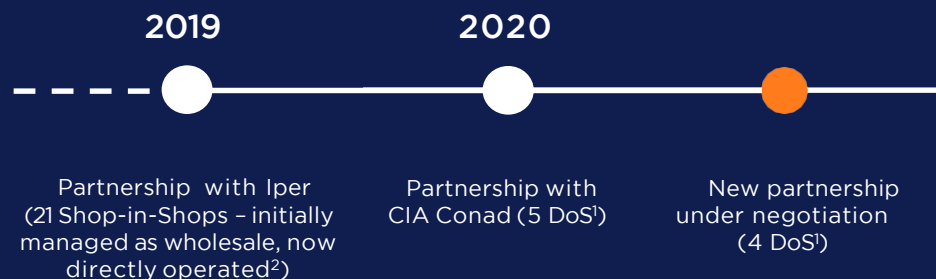 2019
2020
Partnership with Iper
(21 Shop-in-Shops – initially
managed as wholesale, now
directly operated²)
Partnership with
CIA Conad (5 DoS¹)
New partnership
under negotiation
(4 DoS¹)